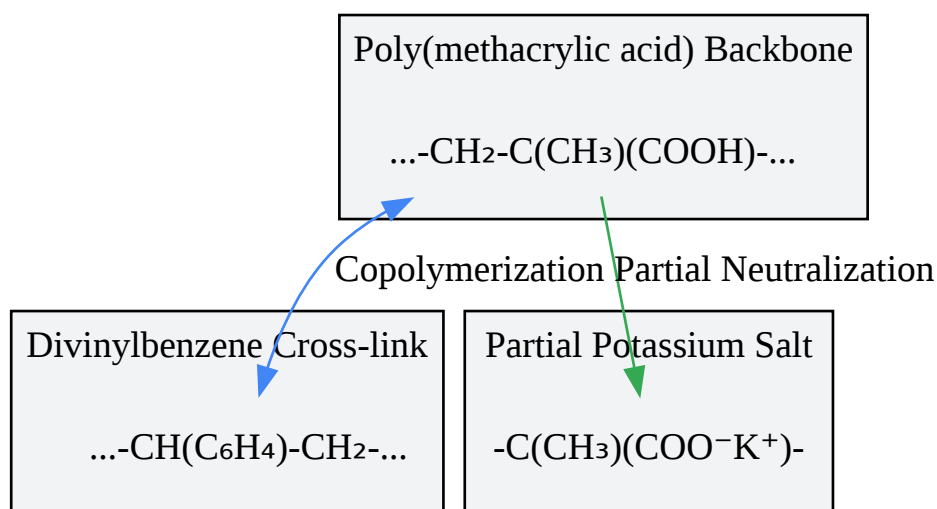 Poly(methacrylic acid) Backbone
...-CH₂-C(CH₃)(COOH)-...
Copolymerization
Partial Neutralization
Divinylbenzene Cross-link
...-CH(C₆H₄)-CH₂-...
Partial Potassium Salt
-C(CH₃)(COO⁻K⁺)-